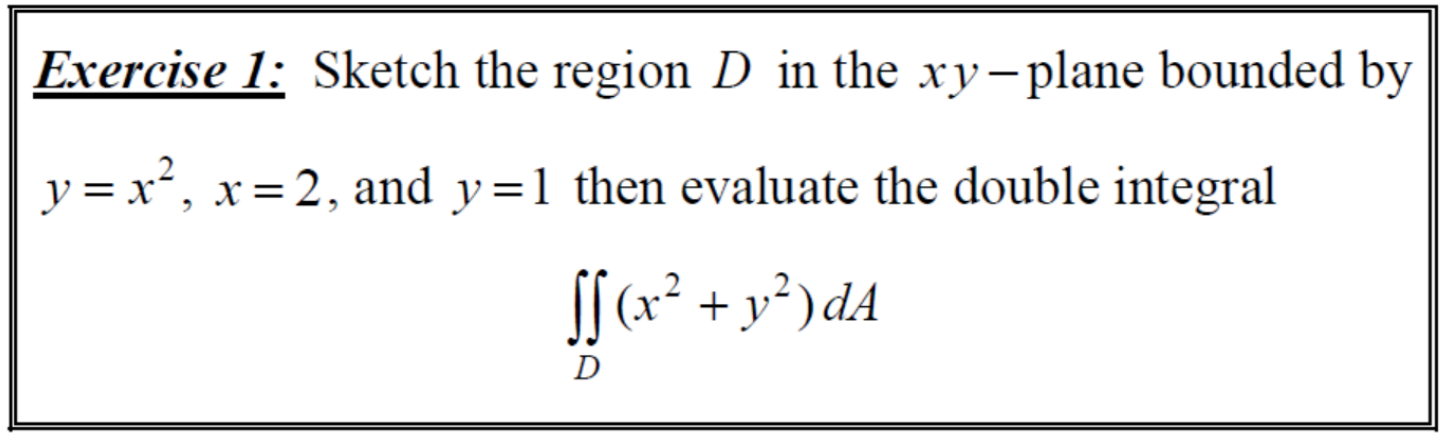 Exercise 1: Sketch the region D in the xy–plane bounded by
y = x², x = 2, and y = 1 then evaluate the double integral
∬(x² + y²) dA
D